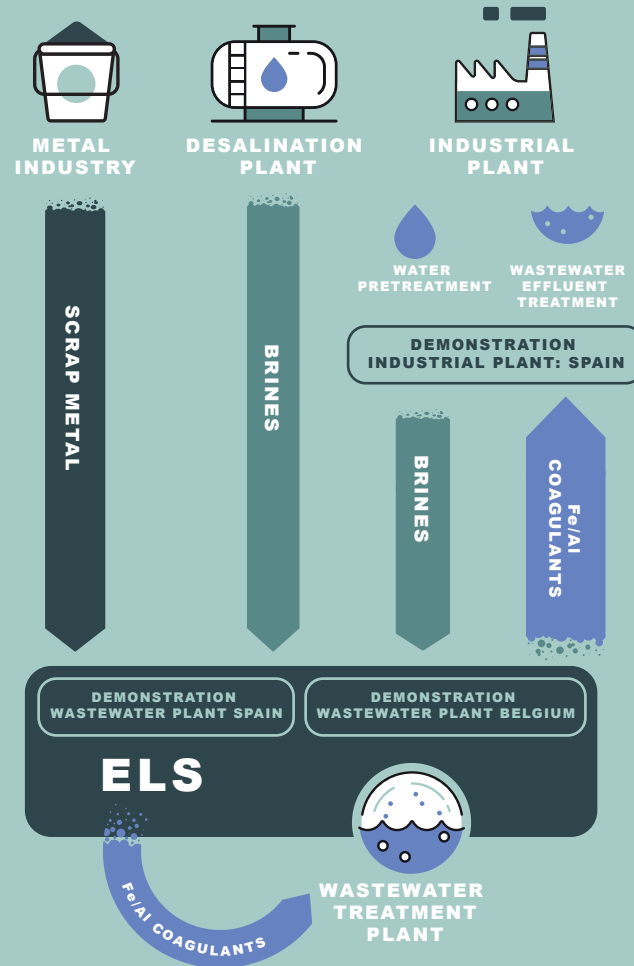 METAL
INDUSTRY
DESALINATION
PLANT
INDUSTRIAL
PLANT
WATER
PRETREATMENT
WASTEWATER
EFFLUENT
TREATMENT
DEMONSTRATION
INDUSTRIAL PLANT: SPAIN
SCRAP METAL
BRINES
BRINES
Fe/Al
COAGULANTS
DEMONSTRATION
WASTEWATER PLANT SPAIN
DEMONSTRATION
WASTEWATER PLANT BELGIUM
ELS
Fe/Al COAGULANTS
WASTEWATER
TREATMENT
PLANT